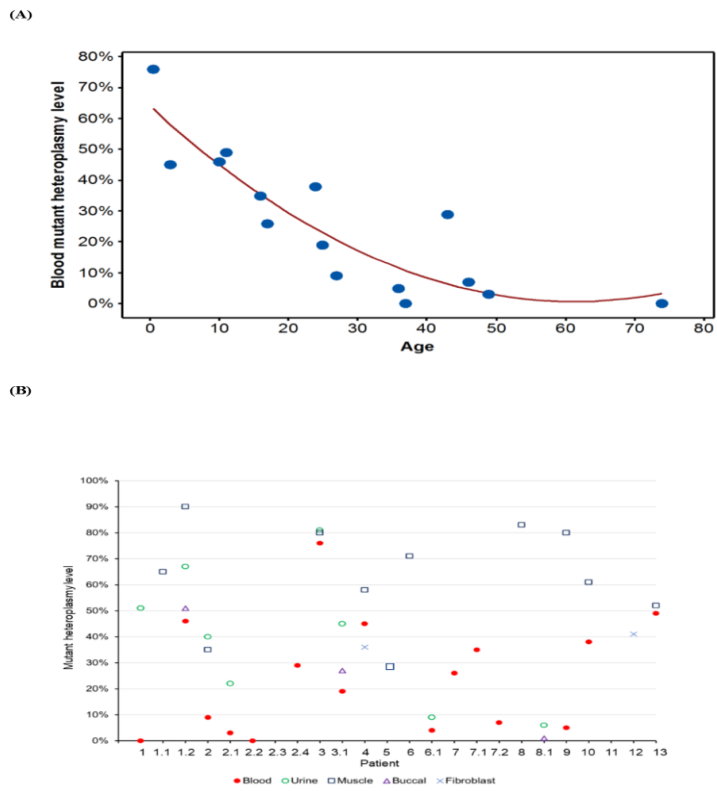 (A)
Blood mutant heteroplasmy level
80%
70%
60%
50%
40%
30%
20%
10%
0%
0 10 20 30 40 50 60 70 80
Age
(B)
Mutant heteroplasmy level
100%
90%
80%
70%
60%
50%
40%
30%
20%
10%
0%
1 1.1 1.2 2 2.1 2.2 2.3 2.4 3 3.1 4 5 6 6.1 7 7.1 7.2 8 8.1 9 10 11 12 13
Patient
Blood Urine Muscle Buccal Fibroblast